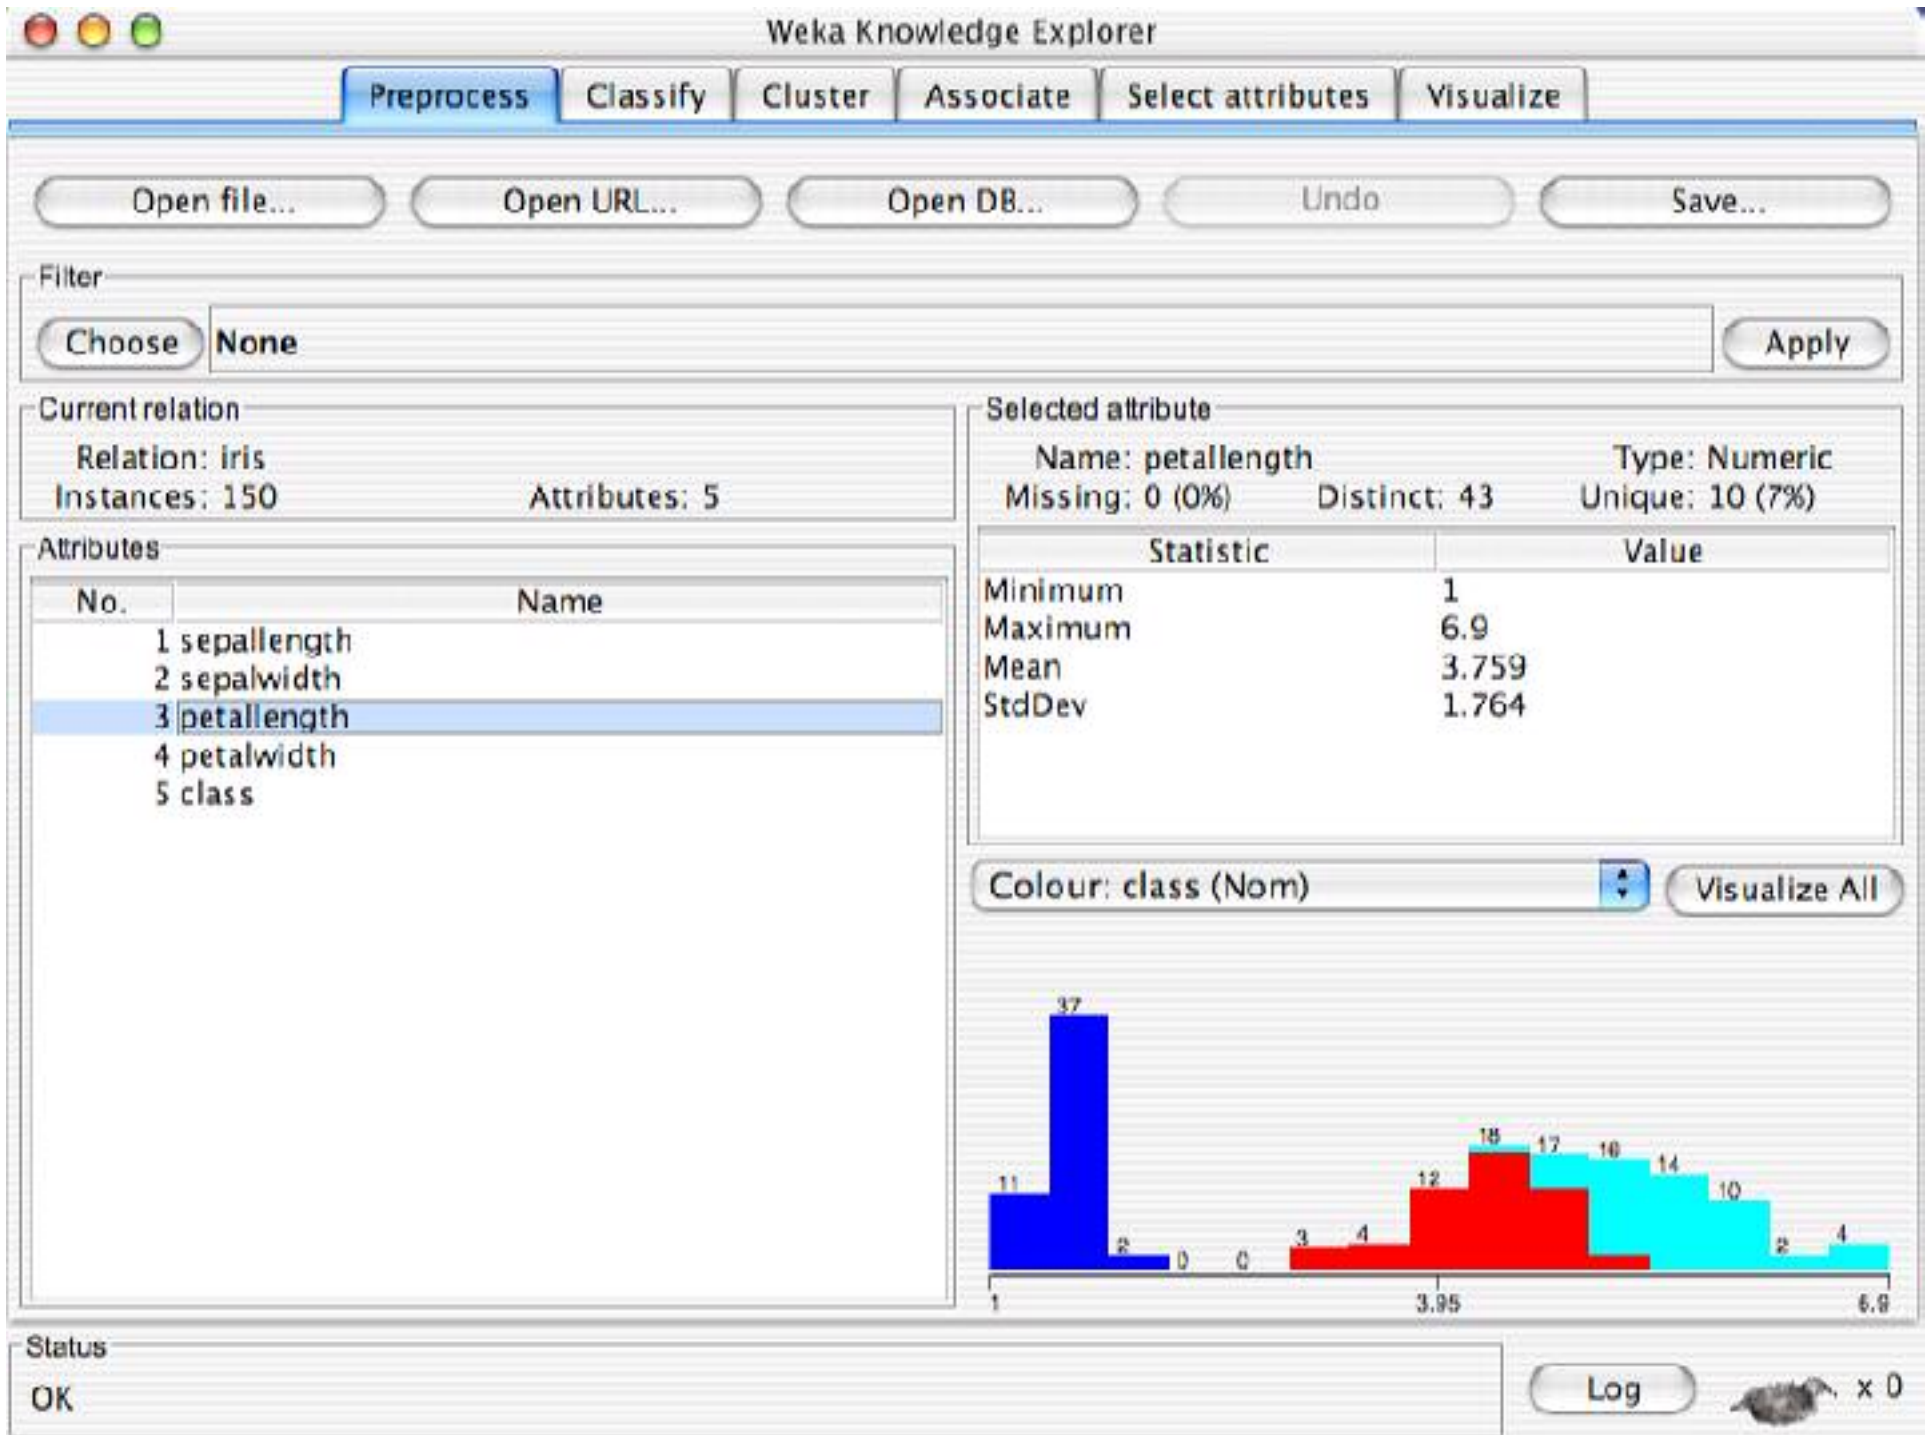 Weka Knowledge Explorer
Preprocess Classify Cluster Associate Select attributes Visualize
Open file... Open URL... Open DB... Undo Save...
Filter
Choose None Apply
Current relation
Relation: iris
Instances: 150 Attributes: 5
Attributes
No. Name
1 sepallength
2 sepalwidth
3 petallength
4 petalwidth
5 class
Selected attribute
Name: petallength Type: Numeric
Missing: 0 (0%) Distinct: 43 Unique: 10 (7%)
Statistic Value
Minimum 1
Maximum 6.9
Mean 3.759
StdDev 1.764
Colour: class (Nom) Visualize All
11 37 2 0 0 3 4 12 18 17 16 14 10 2 4
1 3.95 6.9
Status
OK
Log x 0